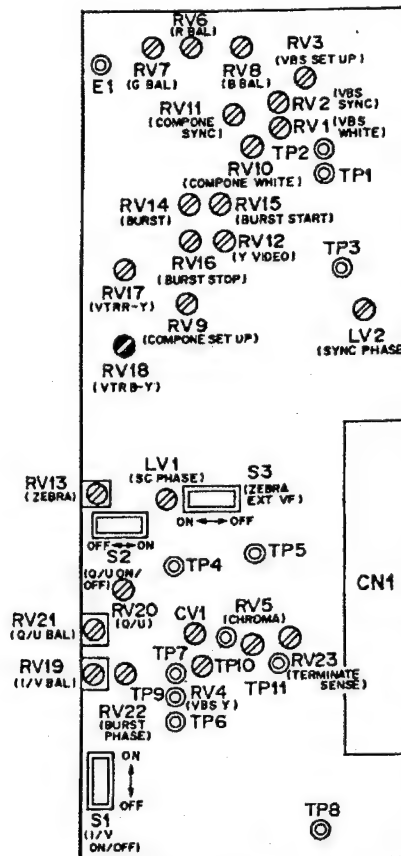 RV6
(R BAL)
RV7
(G BAL)
RV8
(B BAL)
RV3
(VBS SET UP)
E1
RV11
(COMPONE
SYNC)
RV2 (VBS
SYNC)
RV1 (VBS
WHITE)
TP2
RV10
(COMPONE WHITE)
TP1
RV14
(BURST)
RV15
(BURST START)
RV16
(BURST STOP)
RV12
(Y VIDEO)
TP3
RV17
(VTRR-Y)
RV9
(COMPONE SET UP)
LV2
(SYNC PHASE)
RV18
(VTRB-Y)
RV13
(ZEBRA)
LV1
(SC PHASE)
S3
(ZEBRA
EXT VF)
ON OFF
OFF ON
S2
(Q/U ON/
OFF)
TP4
TP5
CN1
RV20
(Q/U)
RV21
(Q/U BAL)
CV1
RV5
(CHROMA)
RV19
(I/V BAL)
TP7
TP10
TP11
RV23
(TERMINATE
SENSE)
TP9
RV4
(VBS Y)
RV22
(BURST
PHASE)
TP6
ON
OFF
S1
(I/V
ON/OFF)
TP8